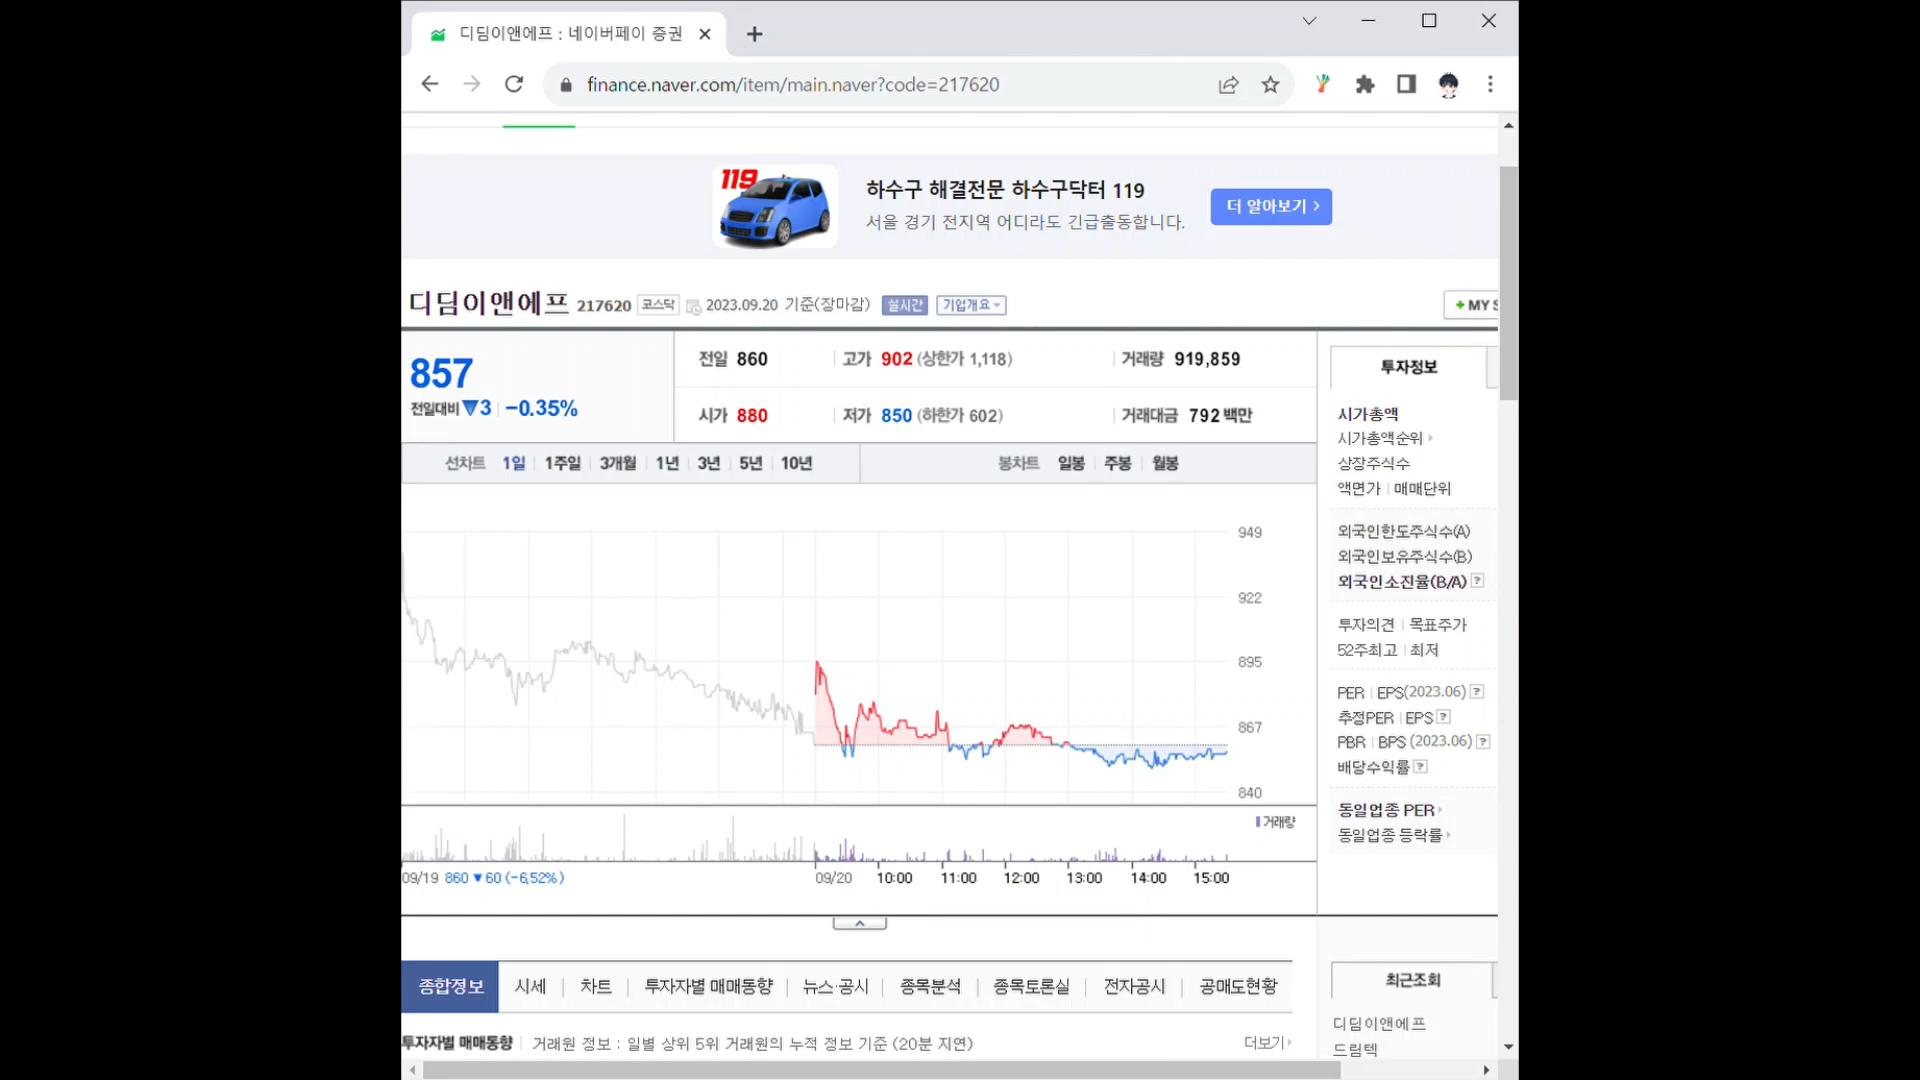 디딤이앤에프 : 네이버페이 증권
finance.naver.com/item/main.naver?code=217620
119
하수구 해결전문 하수구닥터 119
서울 경기 전지역 어디라도 긴급출동합니다.
더 알아보기 >
디딤이앤에프 217620 코스닥 2023.09.20 기준(장마감) 실시간 기업개요
+ MY S
857
전일대비 ▼3 -0.35%
전일 860 고가 902 (상한가 1,118) 거래량 919,859
시가 880 저가 850 (하한가 602) 거래대금 792 백만
선차트 1일 1주일 3개월 1년 3년 5년 10년 봉차트 일봉 주봉 월봉
949
922
895
867
840
거래량
09/19 860 ▼60 (-6,52%) 09/20 10:00 11:00 12:00 13:00 14:00 15:00
투자정보
시가총액
시가총액순위
상장주식수
액면가 매매단위
외국인한도주식수(A)
외국인보유주식수(B)
외국인소진율(B/A) ?
투자의견 목표주가
52주최고 최저
PER EPS(2023.06) ?
추정PER EPS ?
PBR BPS (2023.06) ?
배당수익률 ?
동일업종 PER
동일업종 등락률
종합정보 시세 차트 투자자별 매매동향 뉴스·공시 종목분석 종목토론실 전자공시 공매도현황
투자자별 매매동향 거래원 정보 : 일별 상위 5위 거래원의 누적 정보 기준 (20분 지연) 더보기
최근조회
디딤이앤에프
드림텍